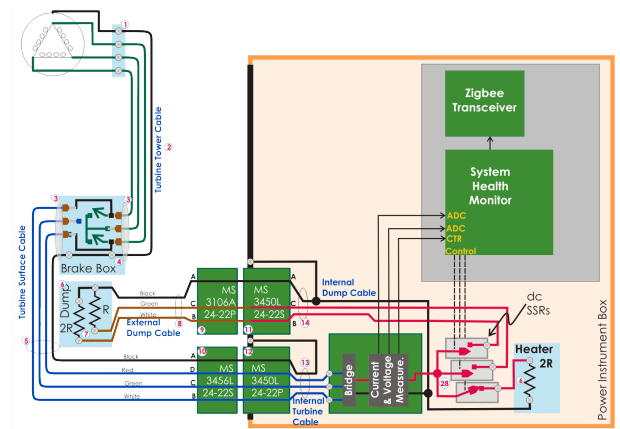 1
Turbine Tower Cable
2
Zigbee
Transceiver
System
Health
Monitor
ADC
ADC
CTR
Control
3
3
4
Brake Box
Turbine Surface Cable
5
6
Dump
2R
R
7
Black
Green
White
External
Dump Cable
8
A
C
B
MS
3106A
24-22P
9
MS
3450L
24-22S
11
A
C
B
14
Internal
Dump Cable
dc
SSRs
Power Instrument Box
10
MS
3456L
24-22S
12
MS
3450L
24-22P
Black
Red
Green
White
A
D
C
B
13
Internal
Turbine
Cable
Bridge
Current
& Voltage
Measure.
28
Heater
2R
6